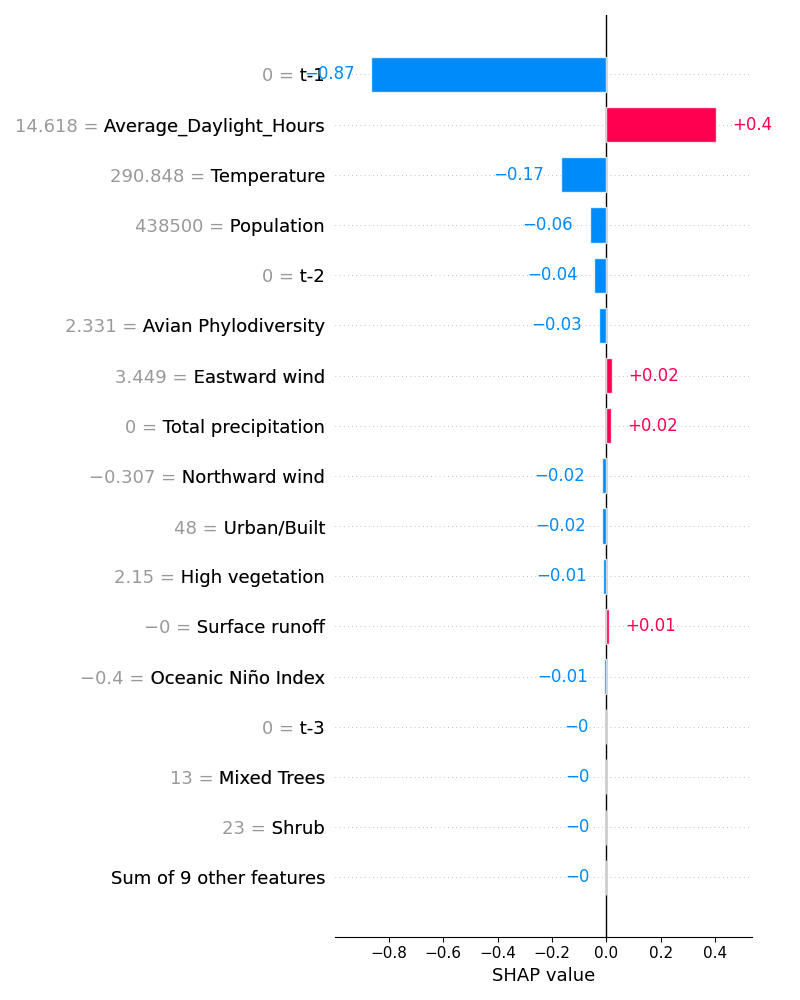 0 = t-1 −0.87
14.618 = Average_Daylight_Hours +0.4
290.848 = Temperature −0.17
438500 = Population −0.06
0 = t-2 −0.04
2.331 = Avian Phylodiversity −0.03
3.449 = Eastward wind +0.02
0 = Total precipitation +0.02
−0.307 = Northward wind −0.02
48 = Urban/Built −0.02
2.15 = High vegetation −0.01
−0 = Surface runoff +0.01
−0.4 = Oceanic Niño Index −0.01
0 = t-3 −0
13 = Mixed Trees −0
23 = Shrub −0
Sum of 9 other features −0
−0.8 −0.6 −0.4 −0.2 0.0 0.2 0.4
SHAP value